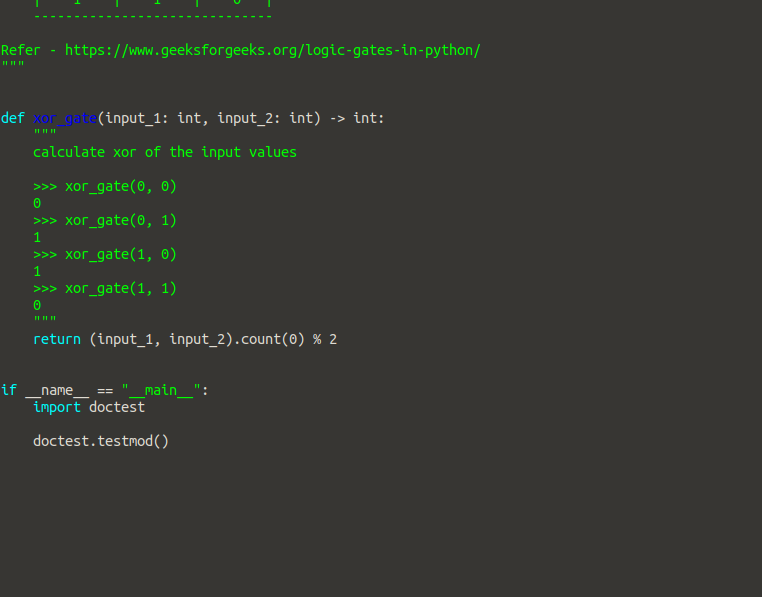 |    1    |    1    |    0   |
------------------------------
Refer - https://www.geeksforgeeks.org/logic-gates-in-python/
"""
def xor_gate(input_1: int, input_2: int) -> int:
    """
    calculate xor of the input values
    >>> xor_gate(0, 0)
    0
    >>> xor_gate(0, 1)
    1
    >>> xor_gate(1, 0)
    1
    >>> xor_gate(1, 1)
    0
    """
    return (input_1, input_2).count(0) % 2
if __name__ == "__main__":
    import doctest
    doctest.testmod()